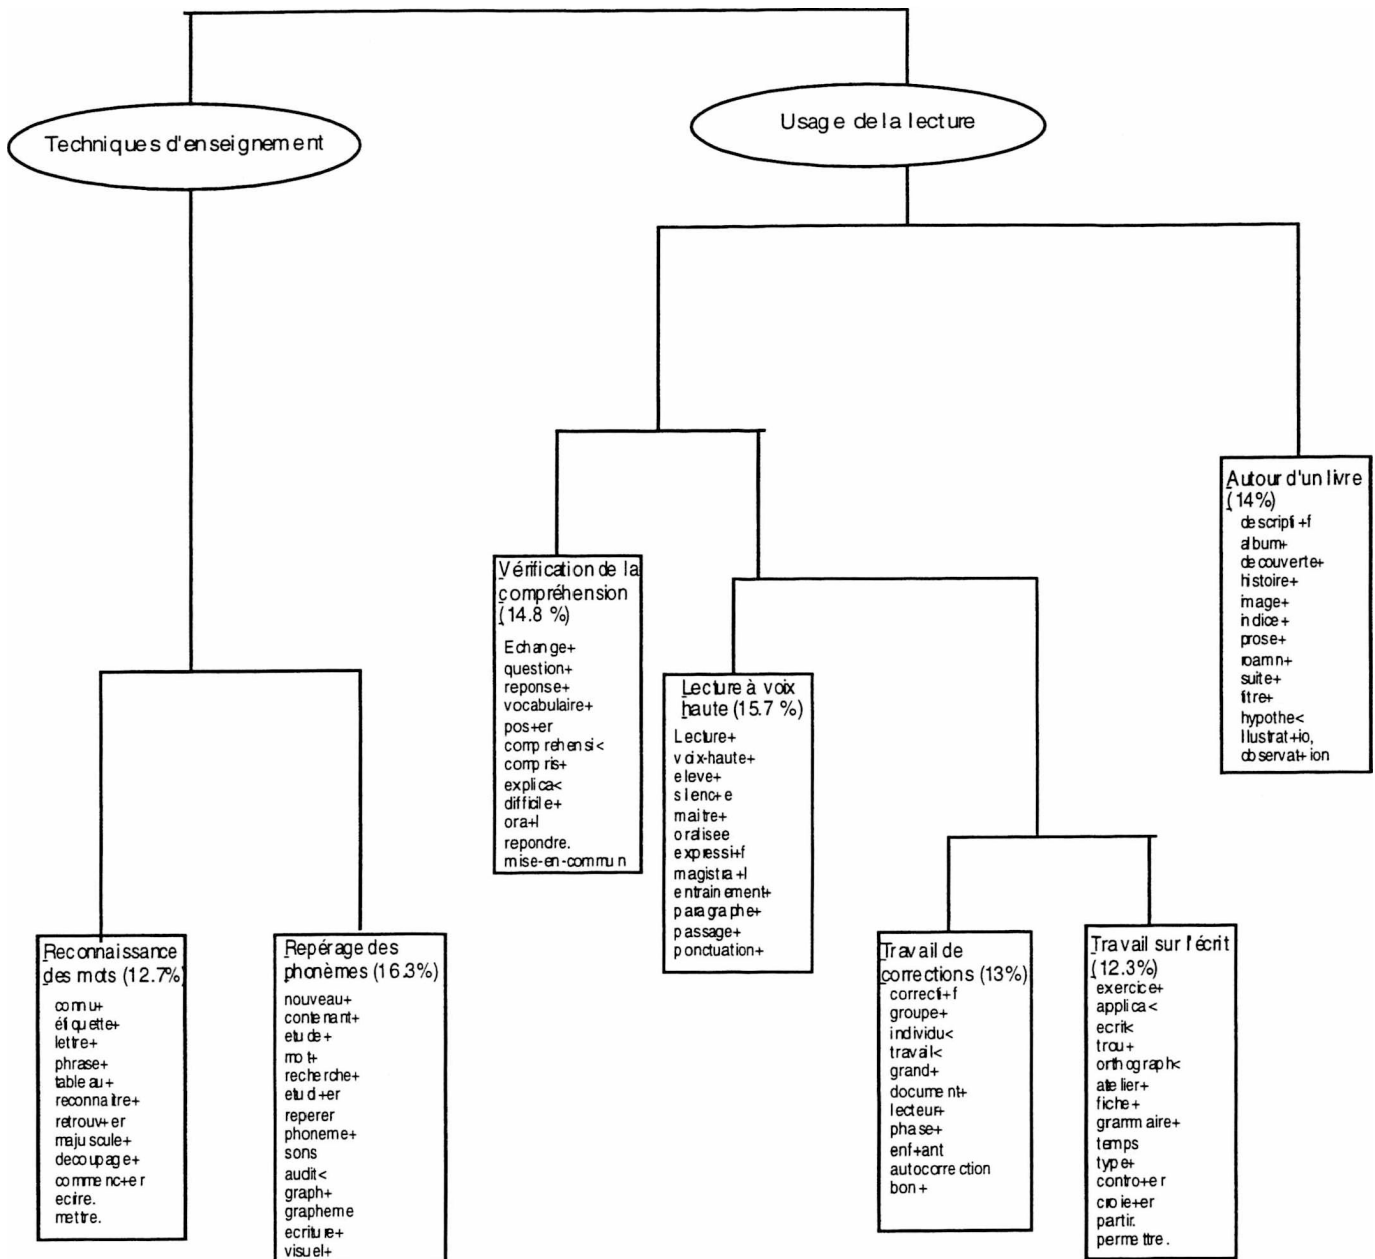 Techniques d'enseignement
Usage de la lecture
Autour d'un livre
(14%)
descripti+f
album+
decouverte+
histoire+
image+
indice+
prose+
roamn+
suite+
titre+
hypothe<
Illustrat+io,
observat+ion
Vérification de la
compréhension
(14.8 %)
Echange+
question+
reponse+
vocabulaire+
pos+er
comprehensi<
compris+
explica<
difficile+
ora+l
repondre.
mise-en-commun
Lecture à voix
haute (15.7 %)
Lecture+
voix-haute+
eleve+
silenc+e
maitre+
oralisee
expressi+f
magistra+l
entrainement+
paragraphe+
passage+
ponctuation+
Reconnaissance
des mots (12.7%)
connu+
étiquette+
lettre+
phrase+
tableau+
reconnaître+
retrouv+er
majuscule+
decoupage+
commenc+er
ecire.
mettre.
Repérage des
phonèmes (16.3%)
nouveau+
contenant+
etude+
mot+
recherche+
etud+er
reperer
phoneme+
sons
audit<
graph+
grapheme
ecriture+
visuel+
Travail de
corrections (13%)
correcti+f
groupe+
individu<
travail<
grand+
document+
lecteur+
phase+
enf+ant
autocorrection
bon+
Travail sur l'écrit
(12.3%)
exercice+
applica<
ecrit<
trou+
orthograph<
atelier+
fiche+
grammaire+
temps
type+
contro+er
croie+er
partir.
permettre.